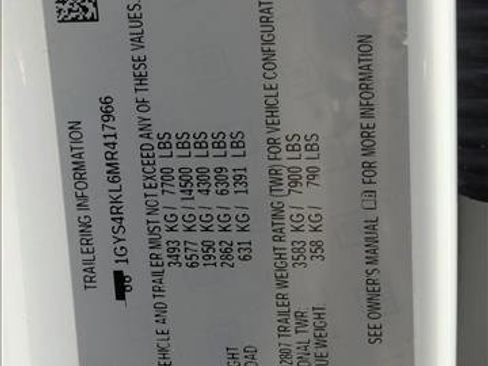 TRAILERING INFORMATION
1GYS4RKL6MR417966
EHICLE AND TRAILER MUST NOT EXCEED ANY OF THESE VALUES.
3493 KG / 7700 LBS
6577 KG / 14500 LBS
1950 KG / 4300 LBS
2862 KG / 6309 LBS
GHT 631 KG / 1391 LBS
OAD
2807 TRAILER WEIGHT RATING (TWR) FOR VEHICLE CONFIGURAT
ONAL TWR: 3583 KG / 7900 LBS
UE WEIGHT. 358 KG / 790 LBS
SEE OWNER'S MANUAL FOR MORE INFORMATION